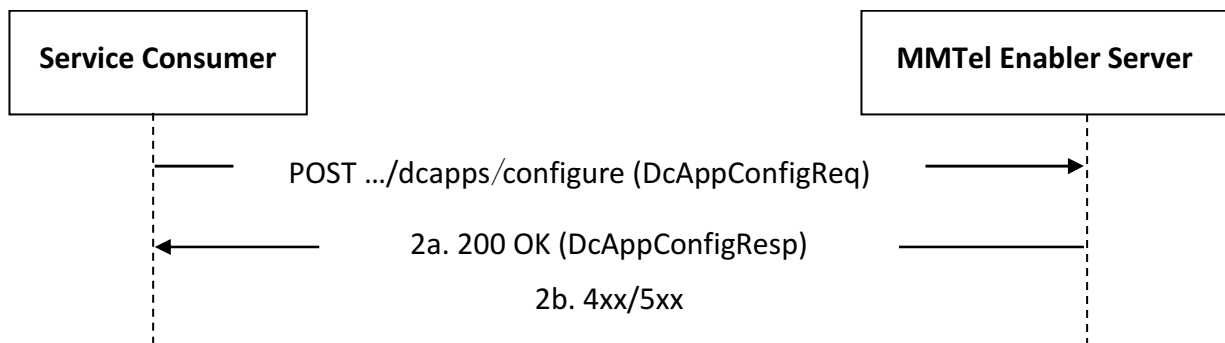 Service Consumer
MMTel Enabler Server
POST …/dcapps/configure (DcAppConfigReq)
2a. 200 OK (DcAppConfigResp)
2b. 4xx/5xx